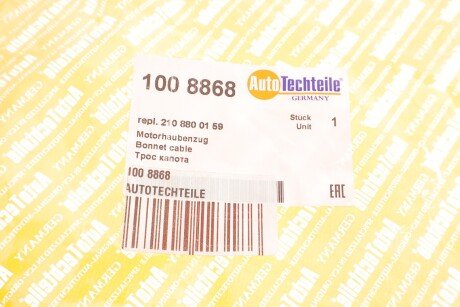 100 8868
AutoTechteile
GERMANY
repl. 210 880 01 59
Stuck
Unit
1
Motorhaubenzug
Bonnet cable
Трос капота
100 8868
AUTOTECHTEILE
EAC